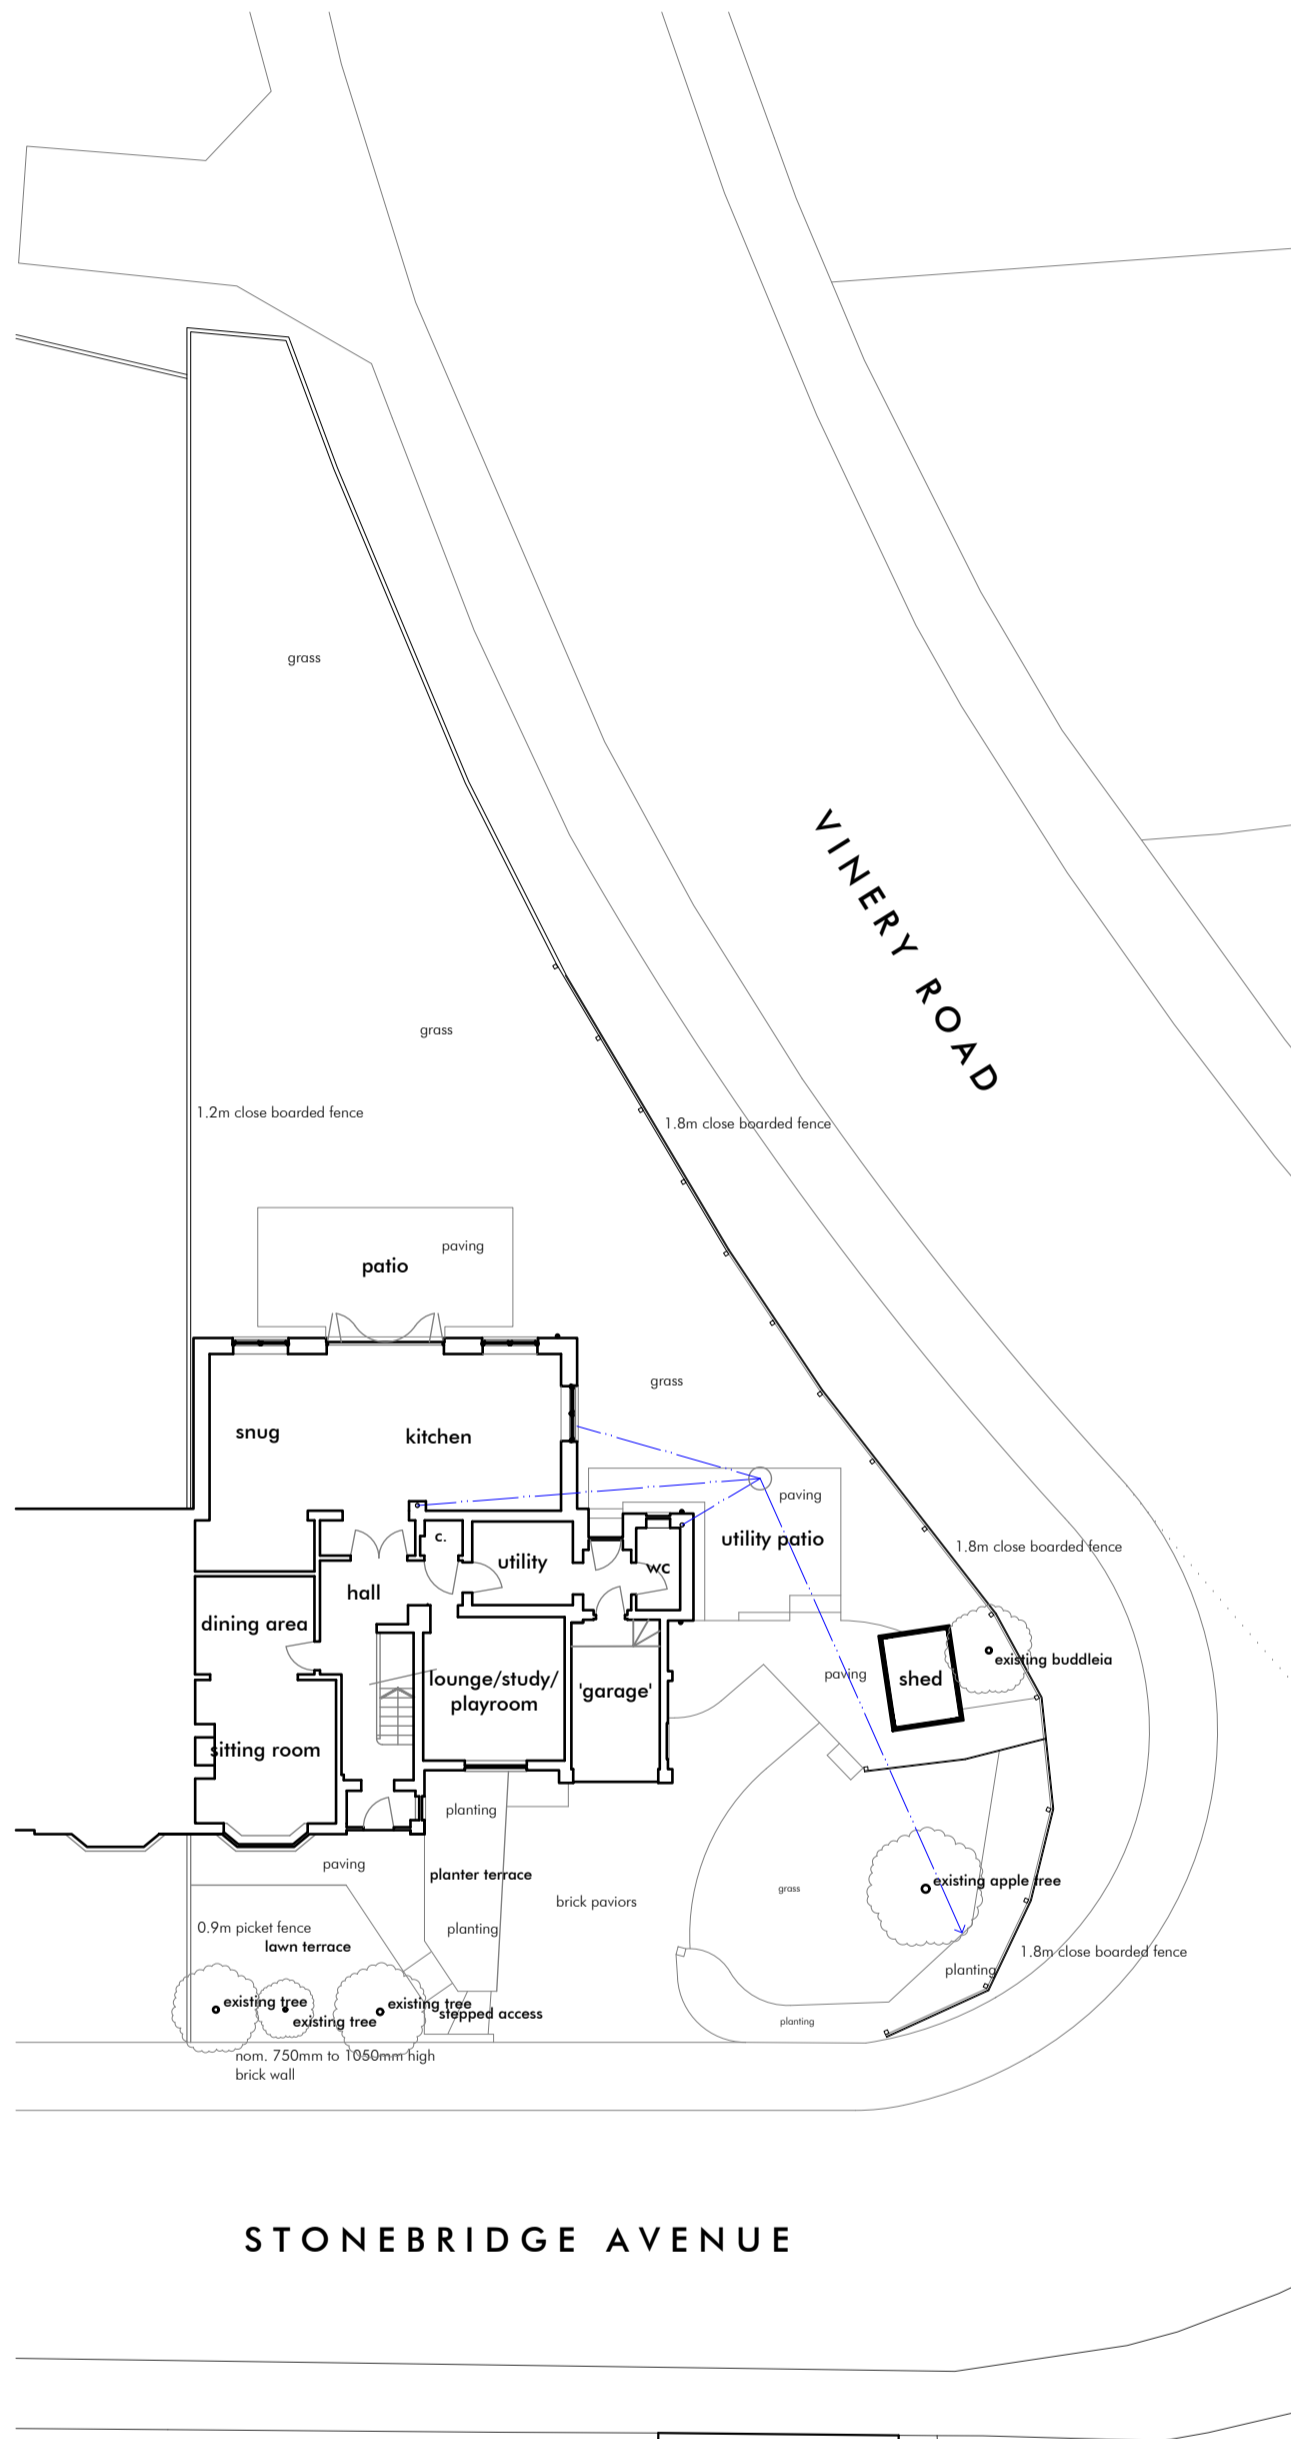 grass
VINERY ROAD
grass
1.2m close boarded fence
1.8m close boarded fence
paving
patio
grass
snug
kitchen
paving
c.
utility patio
1.8m close boarded fence
utility
wc
hall
dining area
existing buddleia
paving
shed
lounge/study/
playroom
'garage'
sitting room
planting
paving
planter terrace
existing apple tree
grass
brick paviors
0.9m picket fence
planting
lawn terrace
1.8m close boarded fence
planting
existing tree
existing tree
stepped access
existing tree
planting
nom. 750mm to 1050mm high
brick wall
STONEBRIDGE AVENUE